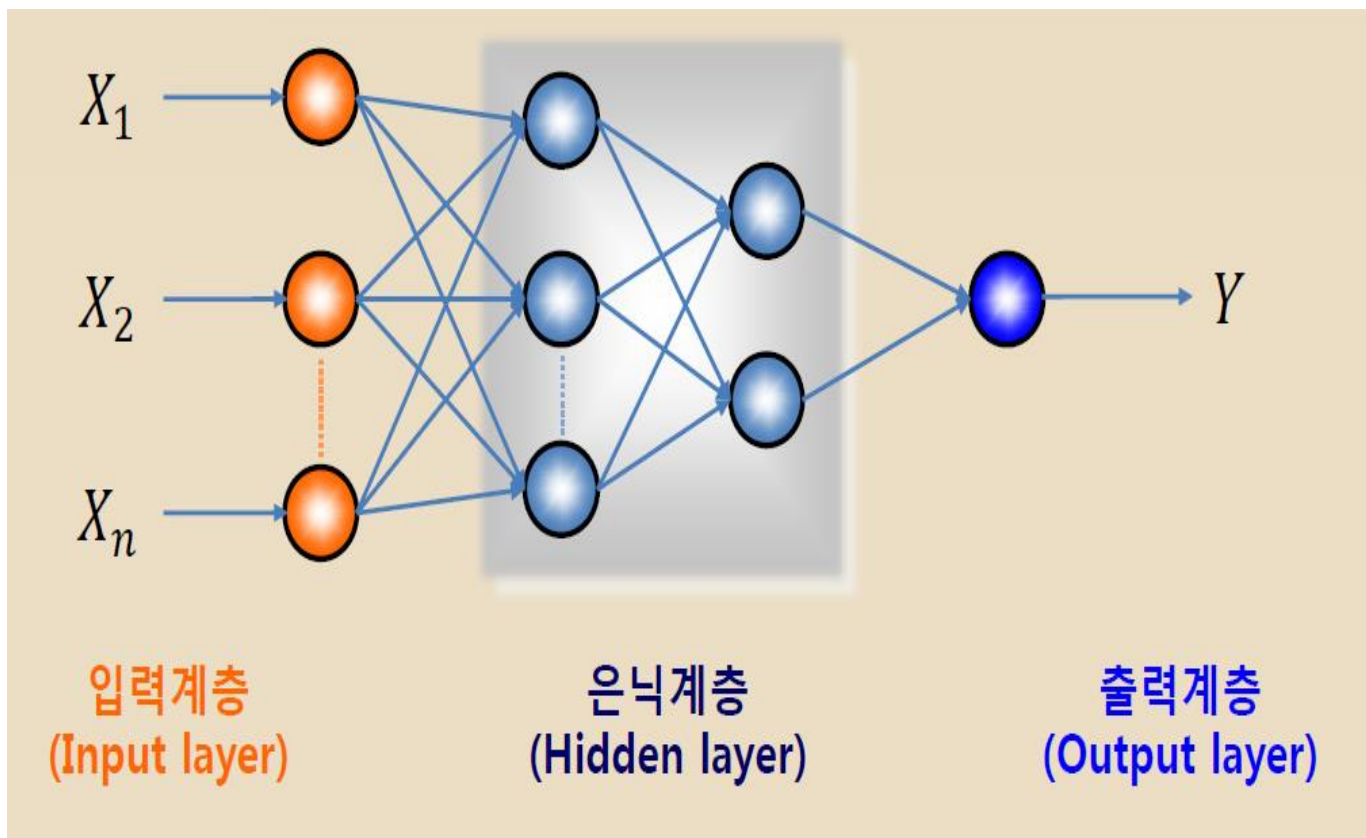 X₁
X₂
Xₙ
Y
입력계층
(Input layer)
은닉계층
(Hidden layer)
출력계층
(Output layer)